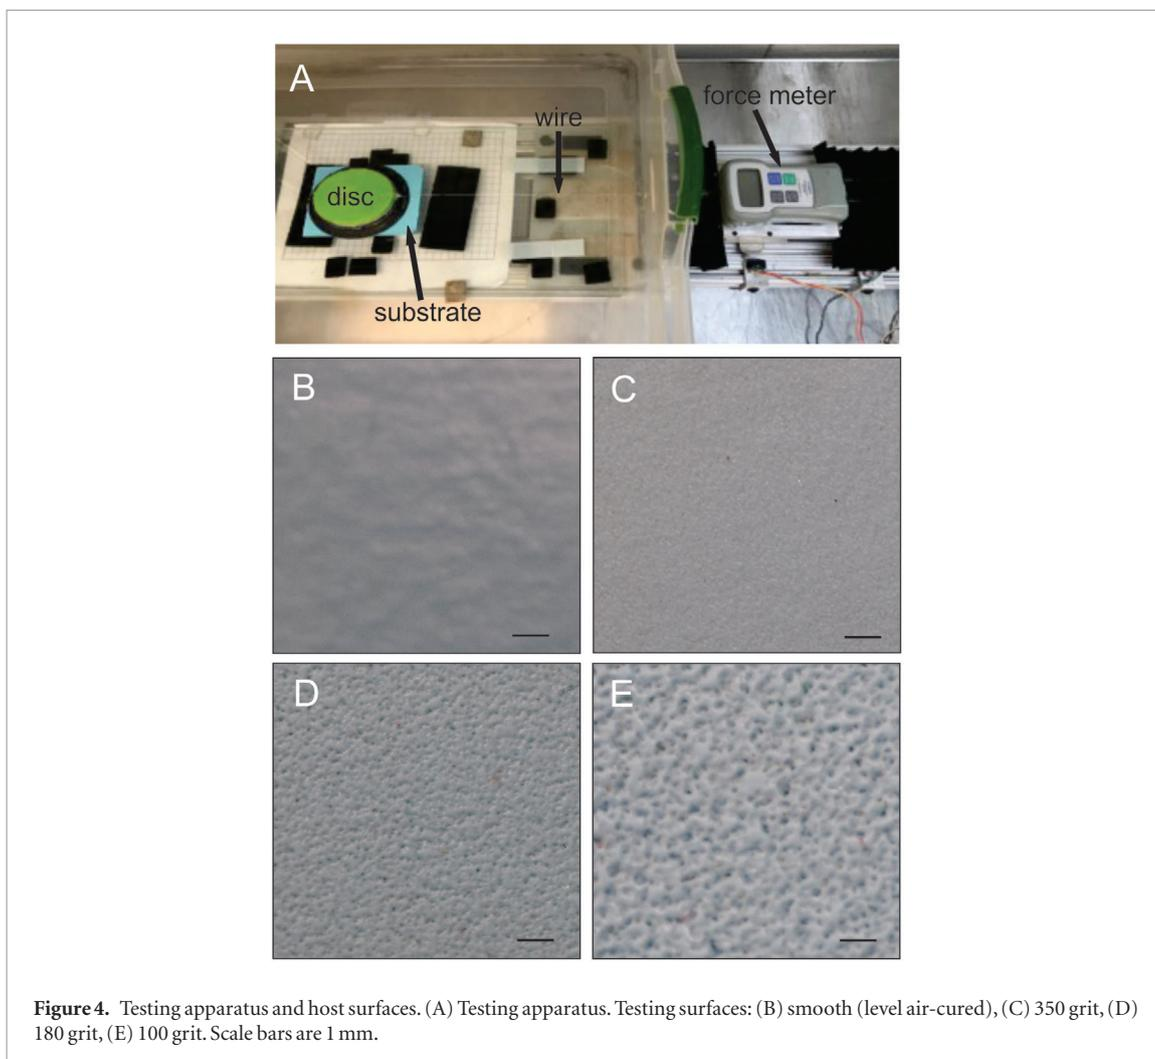 A
force meter
wire
disc
substrate
B
C
D
E
Figure 4. Testing apparatus and host surfaces. (A) Testing apparatus. Testing surfaces: (B) smooth (level air-cured), (C) 350 grit, (D)
180 grit, (E) 100 grit. Scale bars are 1 mm.